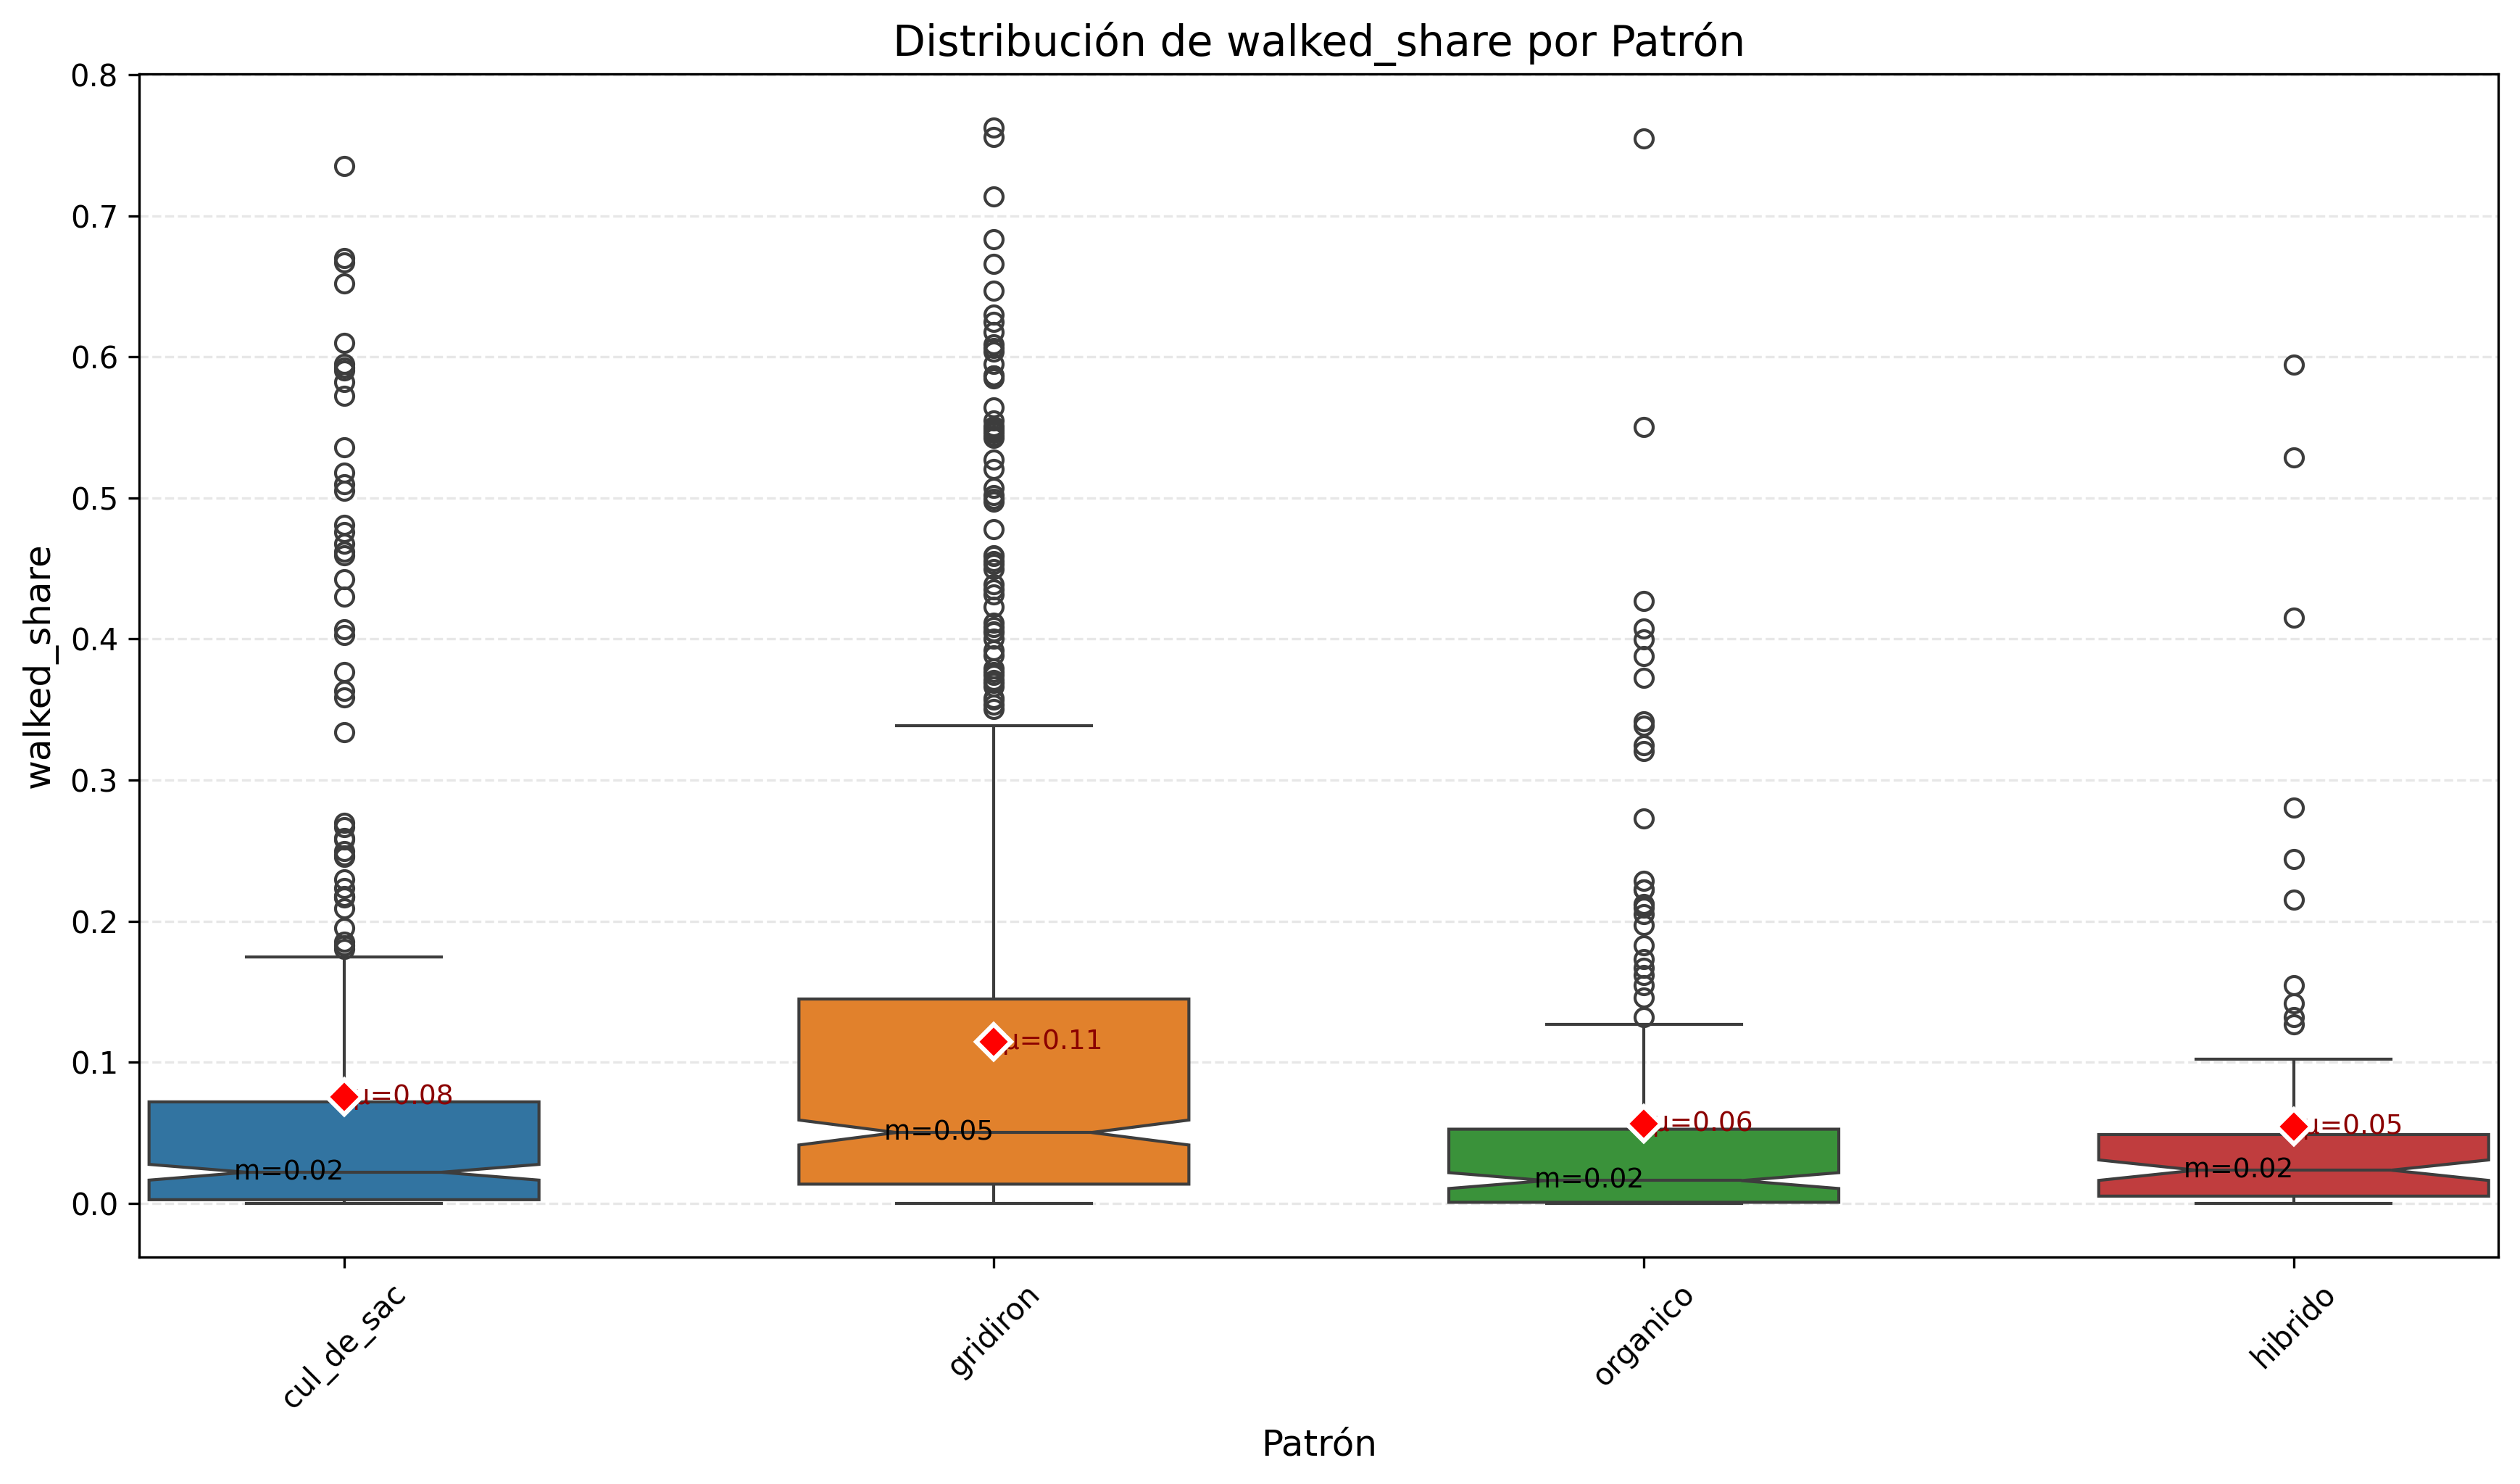 Distribución de walked_share por Patrón
walked_share
0.8
0.7
0.6
0.5
0.4
0.3
0.2
0.1
0.0
μ=0.08
m=0.02
μ=0.11
m=0.05
μ=0.06
m=0.02
μ=0.05
m=0.02
cul_de_sac
gridiron
organico
hibrido
Patrón